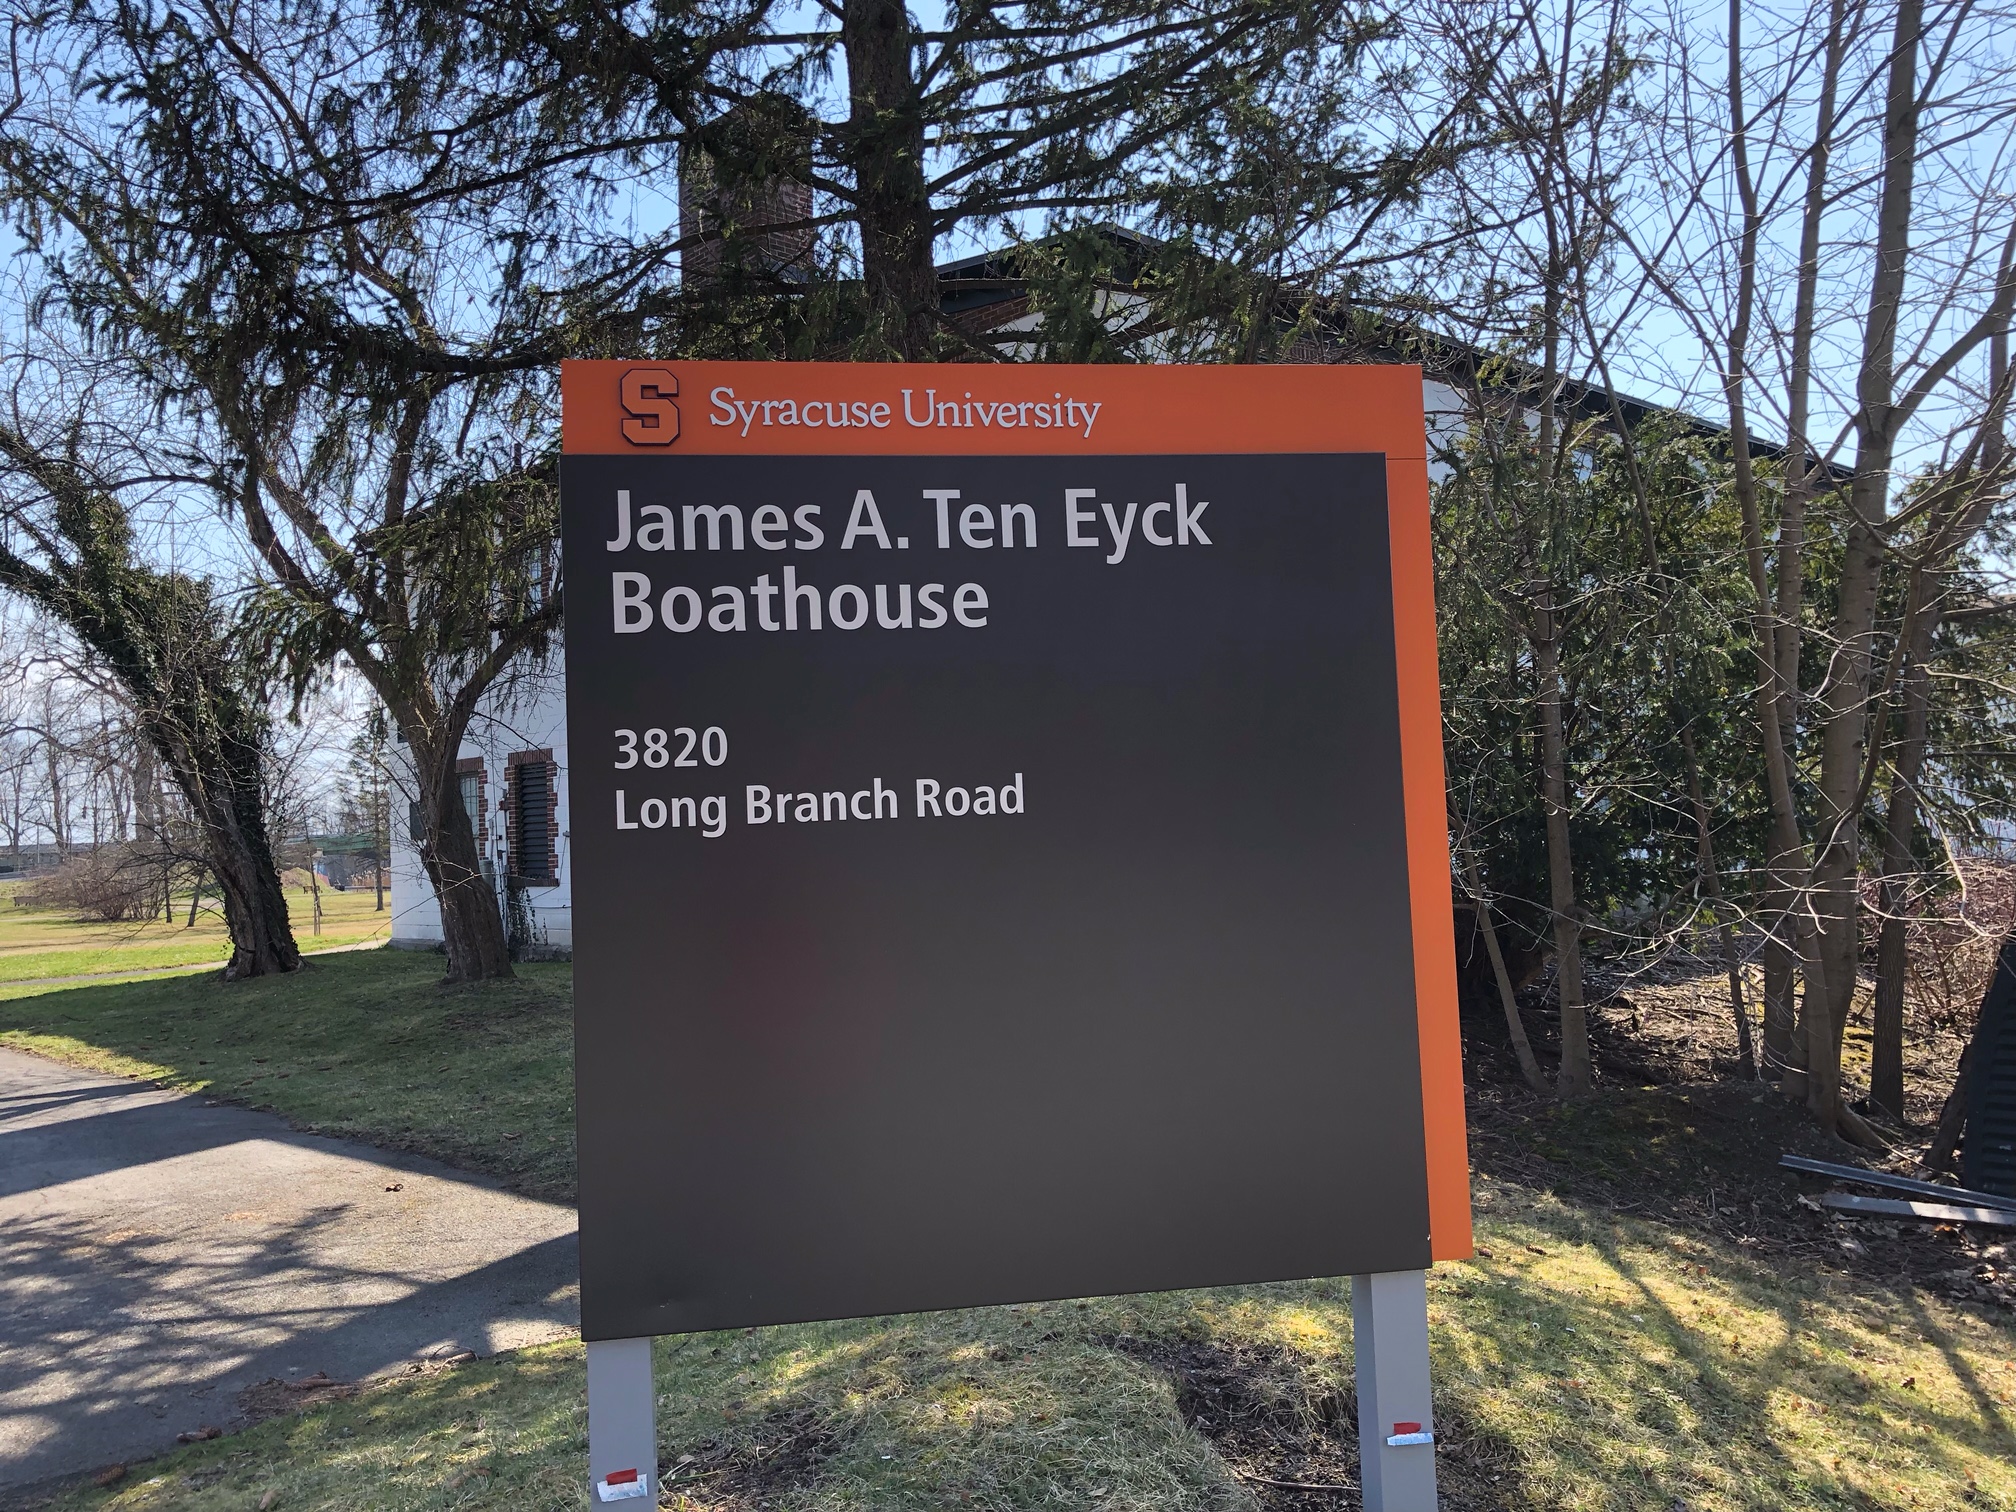 S Syracuse University
James A. Ten Eyck
Boathouse
3820
Long Branch Road